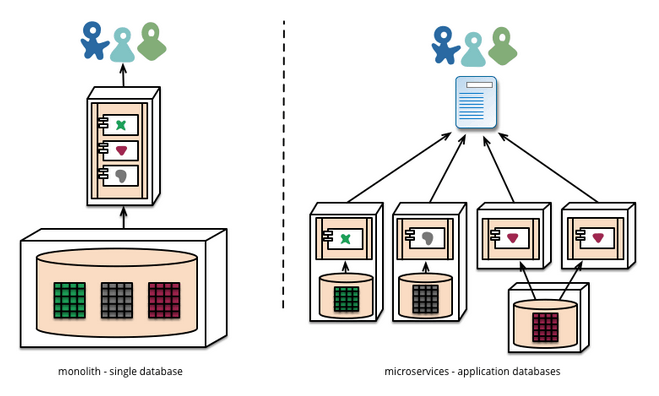 monolith - single database
microservices - application databases